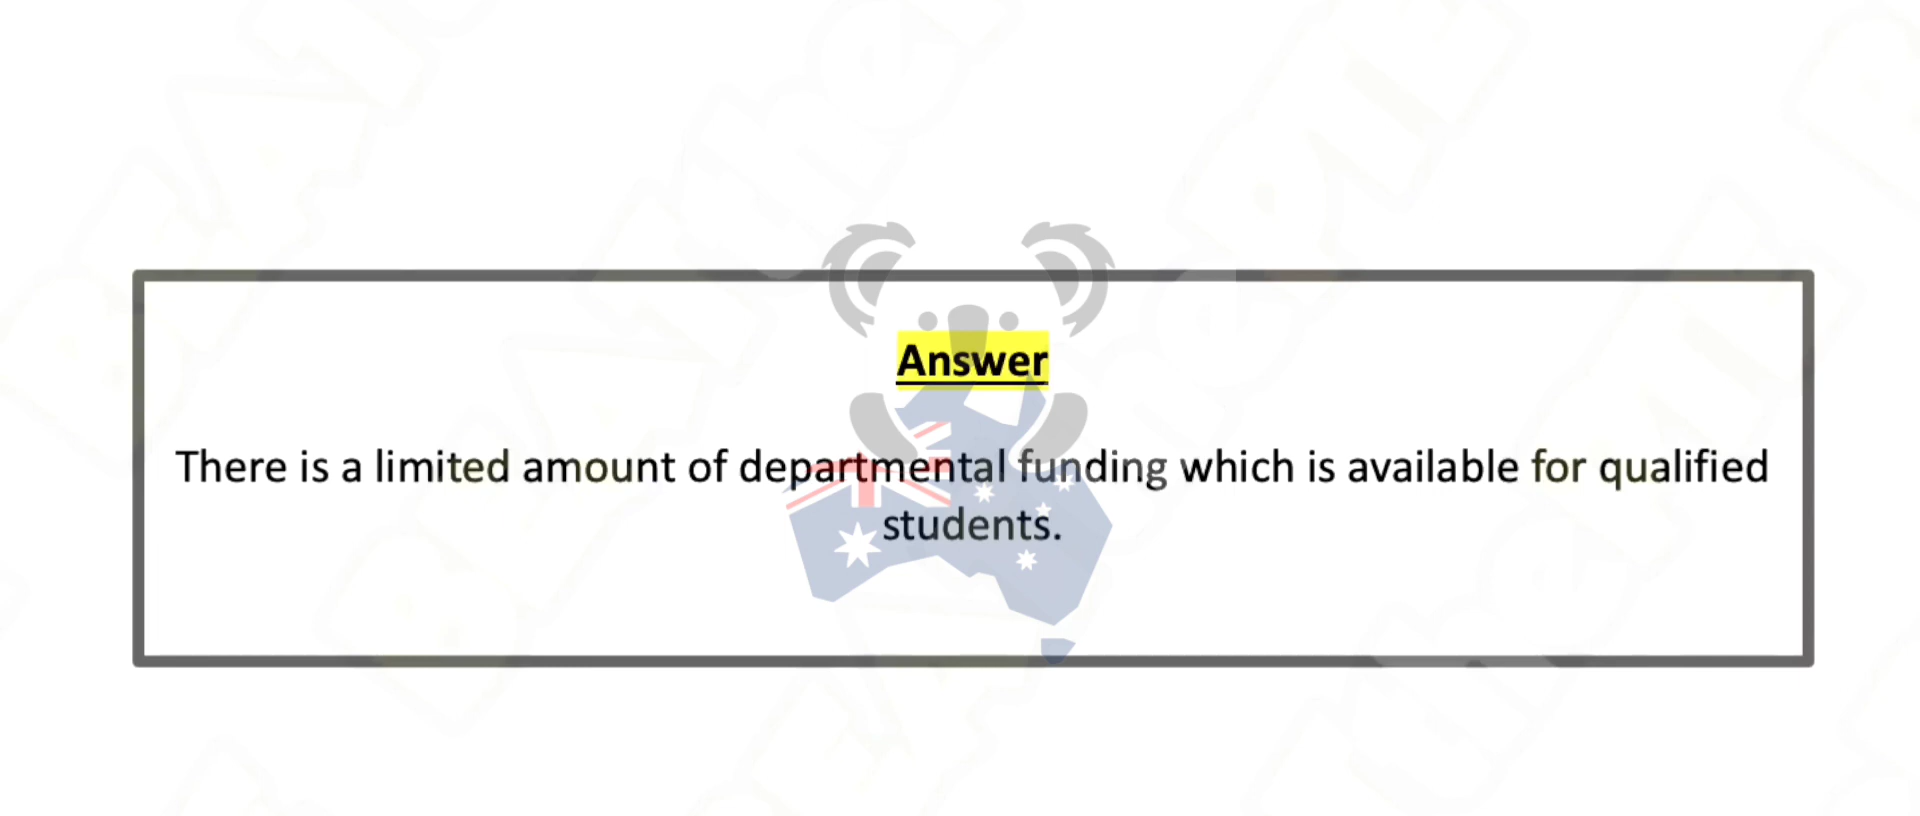 Answer
There is a limited amount of departmental funding which is available for qualified
students.